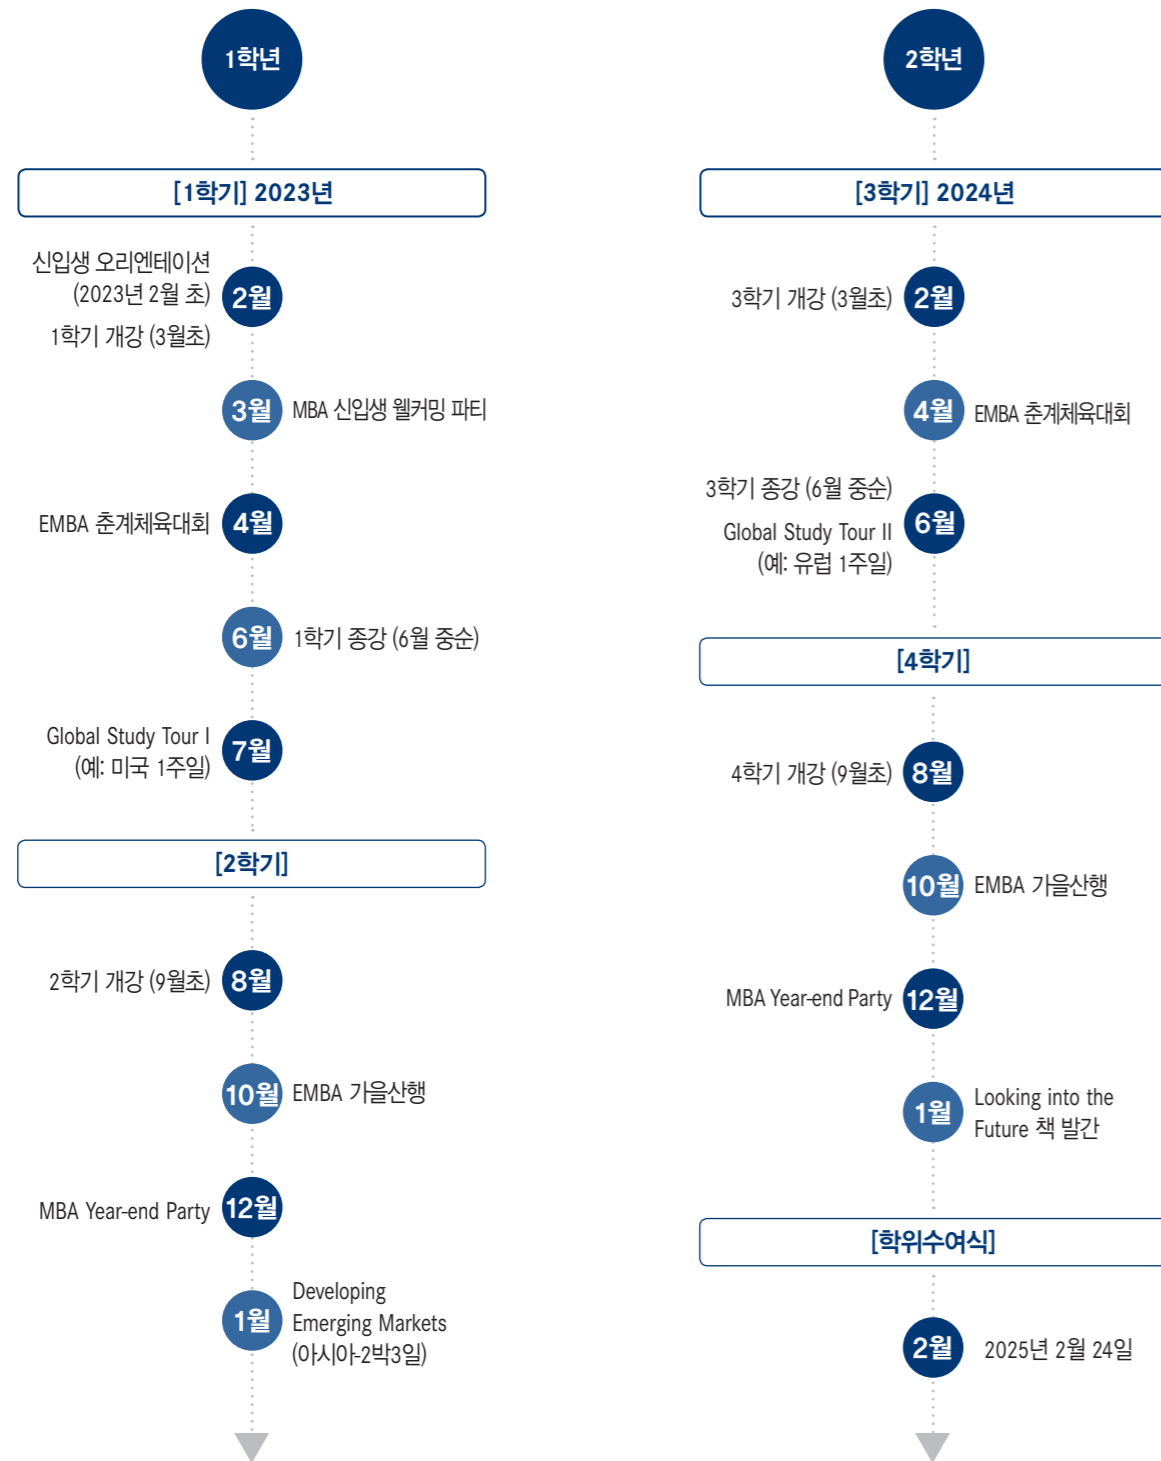 1학년
[1학기] 2023년
신입생 오리엔테이션
(2023년 2월 초)
1학기 개강 (3월초)
2월
3월
MBA 신입생 웰커밍 파티
EMBA 춘계체육대회
4월
6월
1학기 종강 (6월 중순)
Global Study Tour I
(예: 미국 1주일)
7월
[2학기]
2학기 개강 (9월초)
8월
10월
EMBA 가을산행
MBA Year-end Party
12월
1월
Developing
Emerging Markets
(아시아-2박3일)
2학년
[3학기] 2024년
3학기 개강 (3월초)
2월
4월
EMBA 춘계체육대회
3학기 종강 (6월 중순)
Global Study Tour II
(예: 유럽 1주일)
6월
[4학기]
4학기 개강 (9월초)
8월
10월
EMBA 가을산행
MBA Year-end Party
12월
1월
Looking into the
Future 책 발간
[학위수여식]
2월
2025년 2월 24일